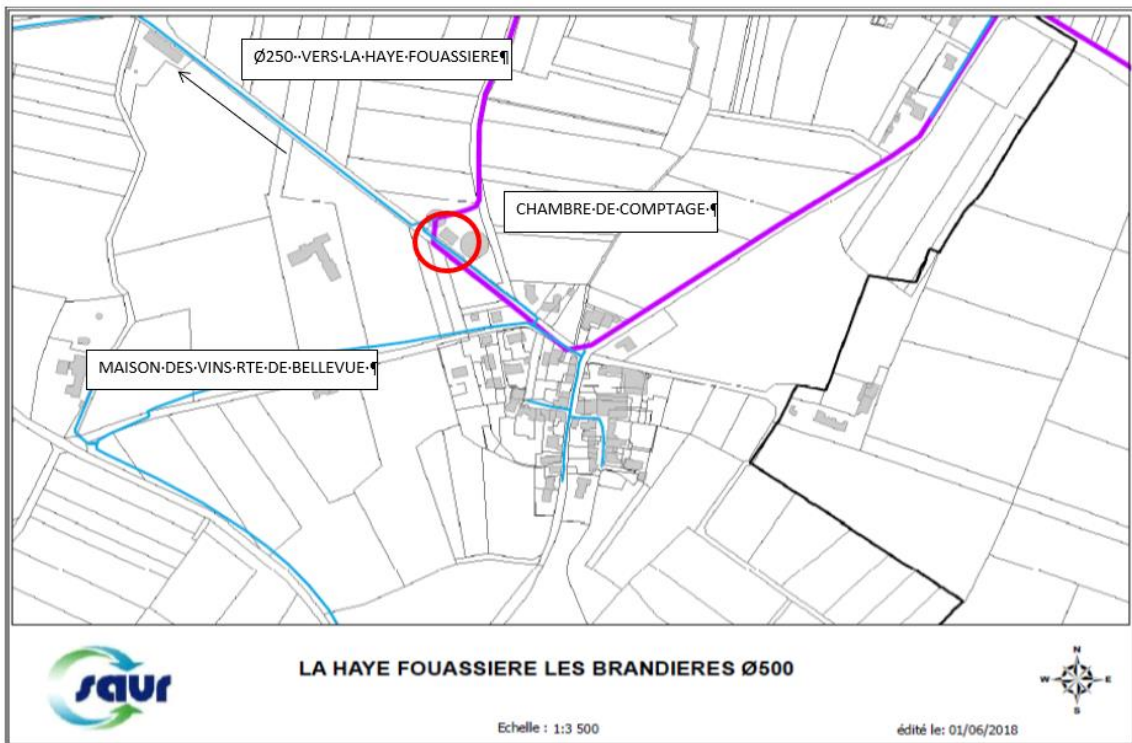 Ø250··VERS·LA·HAYE·FOUASSIERE¶
CHAMBRE·DE·COMPTAGE·¶
MAISON·DES·VINS·RTE·DE·BELLEVUE·¶
saur
LA HAYE FOUASSIERE LES BRANDIERES Ø500
N
W E
S
Echelle : 1:3 500
édité le: 01/06/2018